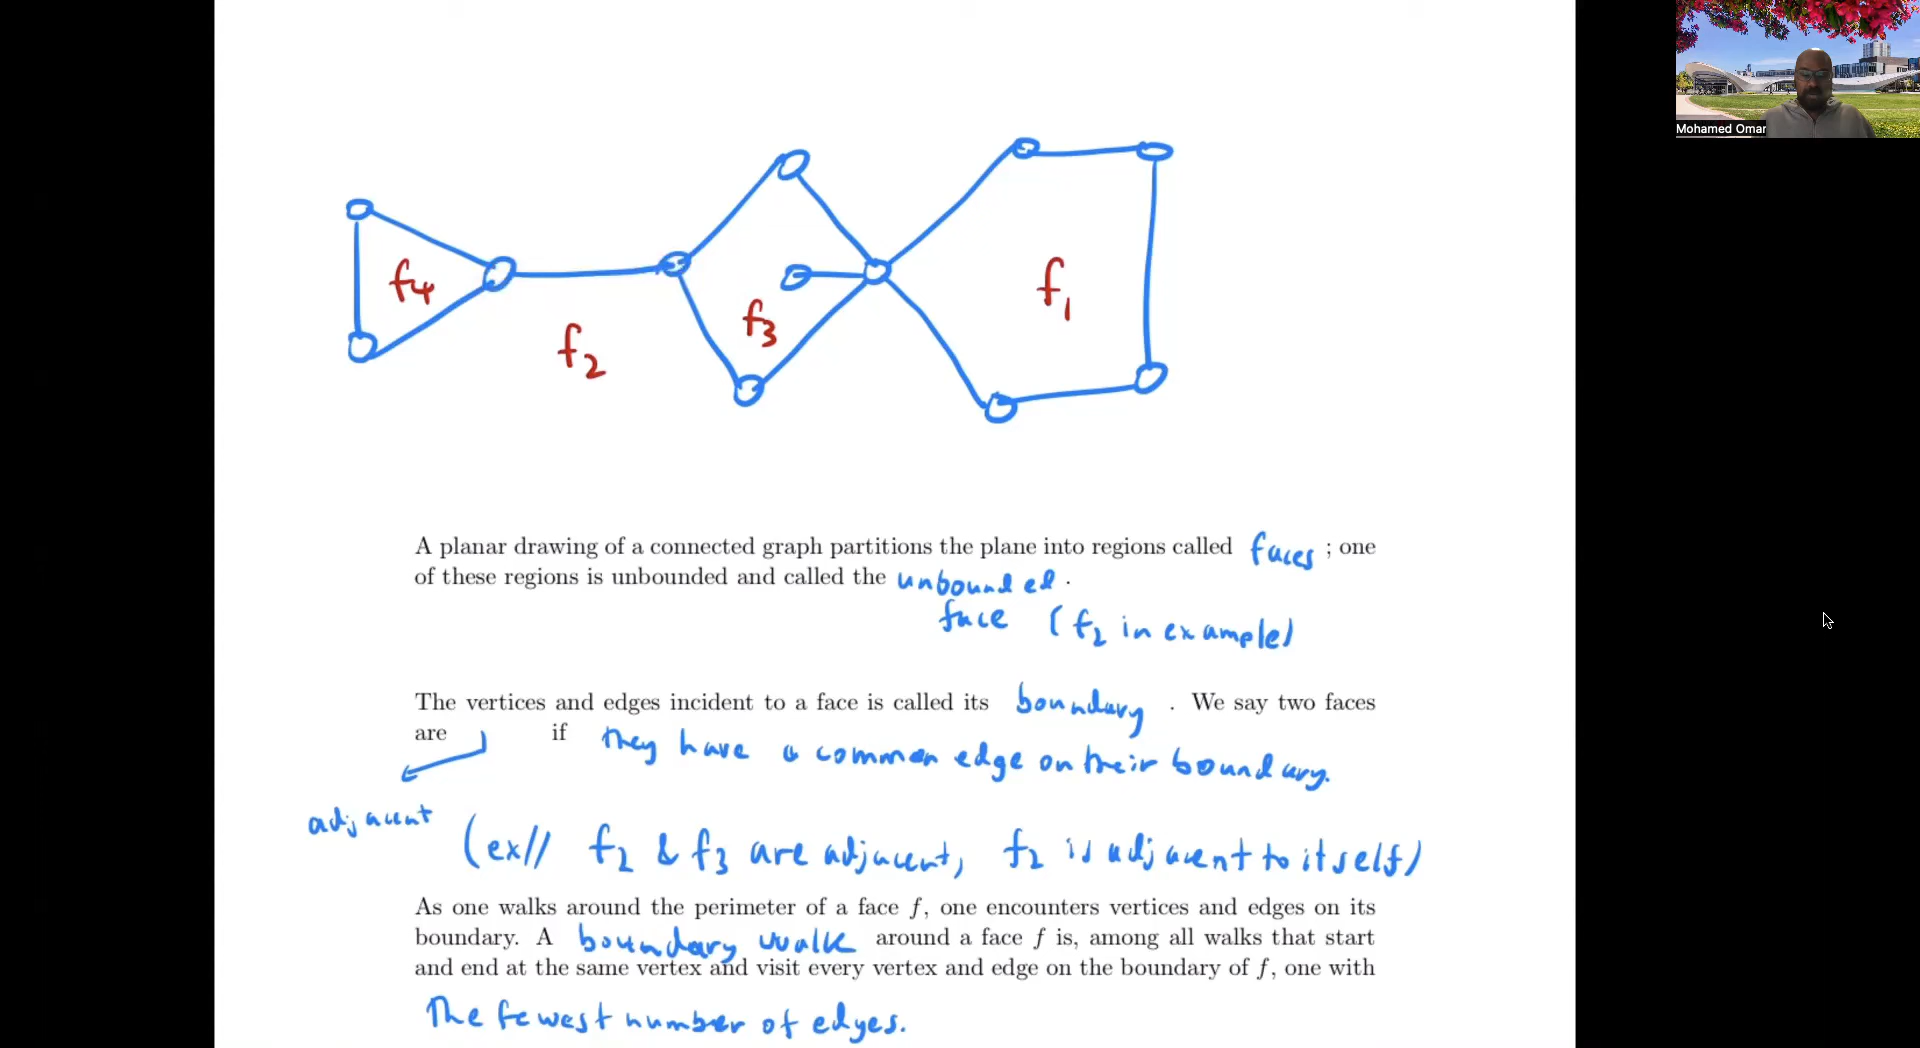 Mohamed Omar
f4
f2
f3
f1
A planar drawing of a connected graph partitions the plane into regions called faces ; one
of these regions is unbounded and called the unbounded .
face (f2 in example)
The vertices and edges incident to a face is called its boundary . We say two faces
are if they have a common edge on their boundary.
adjacent (ex// f2 & f3 are adjacent, f2 is adjacent to itself)
As one walks around the perimeter of a face f, one encounters vertices and edges on its
boundary. A boundary walk around a face f is, among all walks that start
and end at the same vertex and visit every vertex and edge on the boundary of f, one with
The fewest number of edges.